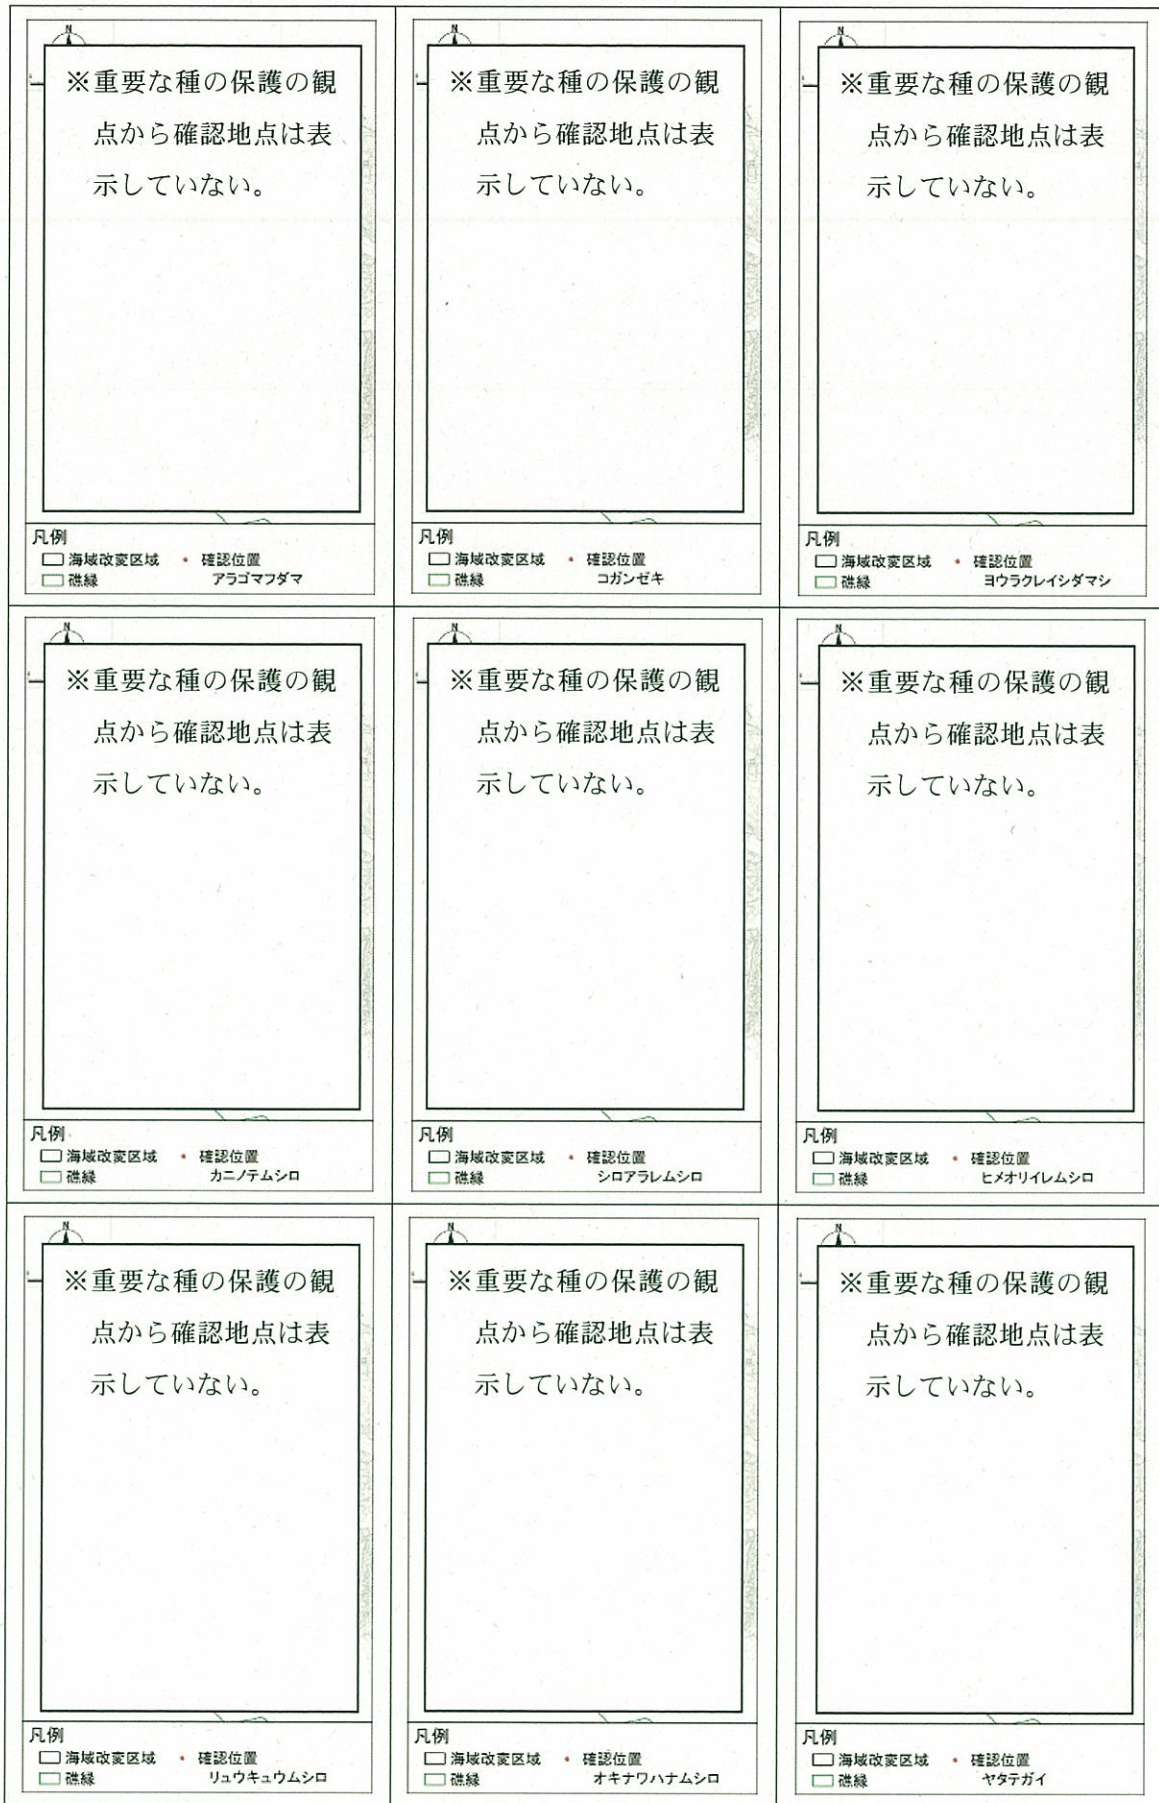 N
※重要な種の保護の観
点から確認地点は表
示していない。
凡例
海域改変区域 ・ 確認位置
礁縁 アラゴマフダマ
N
※重要な種の保護の観
点から確認地点は表
示していない。
凡例
海域改変区域 ・ 確認位置
礁縁 コガンゼキ
N
※重要な種の保護の観
点から確認地点は表
示していない。
凡例
海域改変区域 ・ 確認位置
礁縁 ヨウラクレイシダマシ
N
※重要な種の保護の観
点から確認地点は表
示していない。
凡例
海域改変区域 ・ 確認位置
礁縁 カニノテムシロ
N
※重要な種の保護の観
点から確認地点は表
示していない。
凡例
海域改変区域 ・ 確認位置
礁縁 シロアラレムシロ
N
※重要な種の保護の観
点から確認地点は表
示していない。
凡例
海域改変区域 ・ 確認位置
礁縁 ヒメオリイレムシロ
N
※重要な種の保護の観
点から確認地点は表
示していない。
凡例
海域改変区域 ・ 確認位置
礁縁 リュウキュウムシロ
N
※重要な種の保護の観
点から確認地点は表
示していない。
凡例
海域改変区域 ・ 確認位置
礁縁 オキナワハナムシロ
N
※重要な種の保護の観
点から確認地点は表
示していない。
凡例
海域改変区域 ・ 確認位置
礁縁 ヤタテガイ